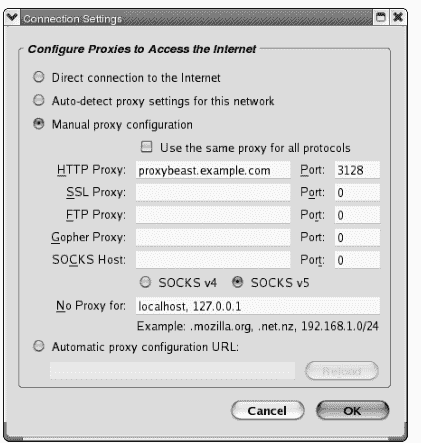 Connection Settings
Configure Proxies to Access the Internet
Direct connection to the Internet
Auto-detect proxy settings for this network
Manual proxy configuration
Use the same proxy for all protocols
HTTP Proxy: proxybeast.example.com Port: 3128
SSL Proxy: Port: 0
FTP Proxy: Port: 0
Gopher Proxy: Port: 0
SOCKS Host: Port: 0
SOCKS v4 SOCKS v5
No Proxy for: localhost, 127.0.0.1
Example: .mozilla.org, .net.nz, 192.168.1.0/24
Automatic proxy configuration URL:
Reload
Cancel OK